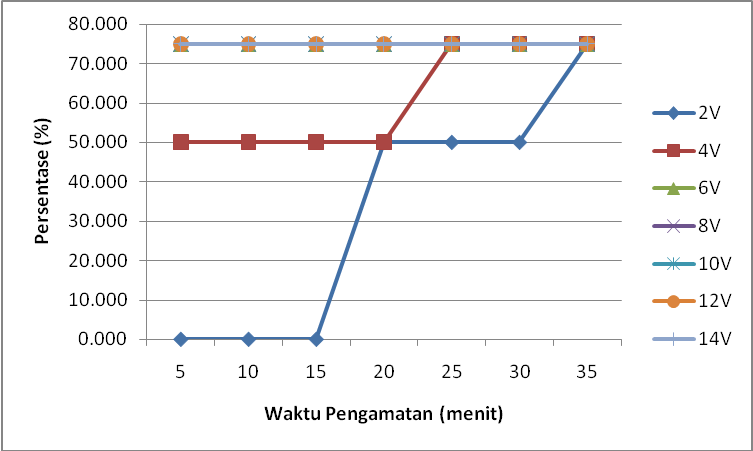 80.000
70.000
60.000
50.000
40.000
30.000
20.000
10.000
0.000
Persentase (%)
5 10 15 20 25 30 35
Waktu Pengamatan (menit)
2V
4V
6V
8V
10V
12V
14V